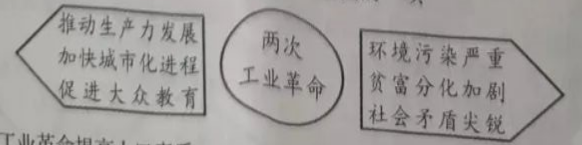 推动生产力发展
加快城市化进程
促进大众教育
两次
工业革命
环境污染严重
贫富分化加剧
社会矛盾尖锐